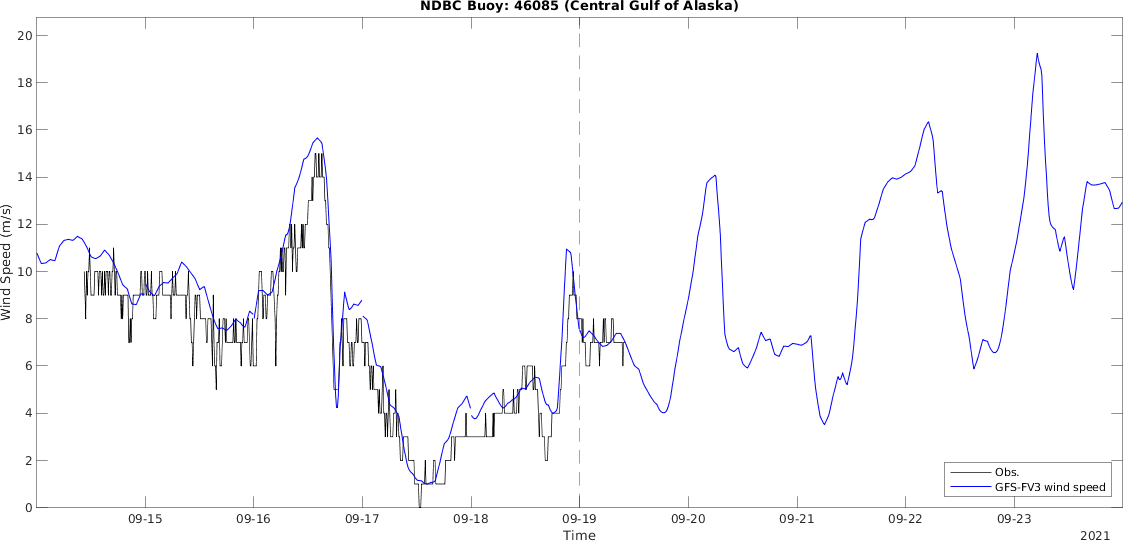 NDBC Buoy: 46085 (Central Gulf of Alaska)
20
18
16
14
12
10
8
6
4
2
0
Wind Speed (m/s)
Obs.
GFS-FV3 wind speed
09-15 09-16 09-17 09-18 09-19 09-20 09-21 09-22 09-23
Time
2021